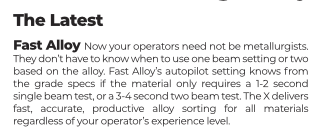 The Latest
Fast Alloy Now your operators need not be metallurgists.
They don't have to know when to use one beam setting or two
based on the alloy. Fast Alloy's autopilot setting knows from
the grade specs if the material only requires a 1-2 second
single beam test, or a 3-4 second two beam test. The X delivers
fast, accurate, productive alloy sorting for all materials
regardless of your operator's experience level.